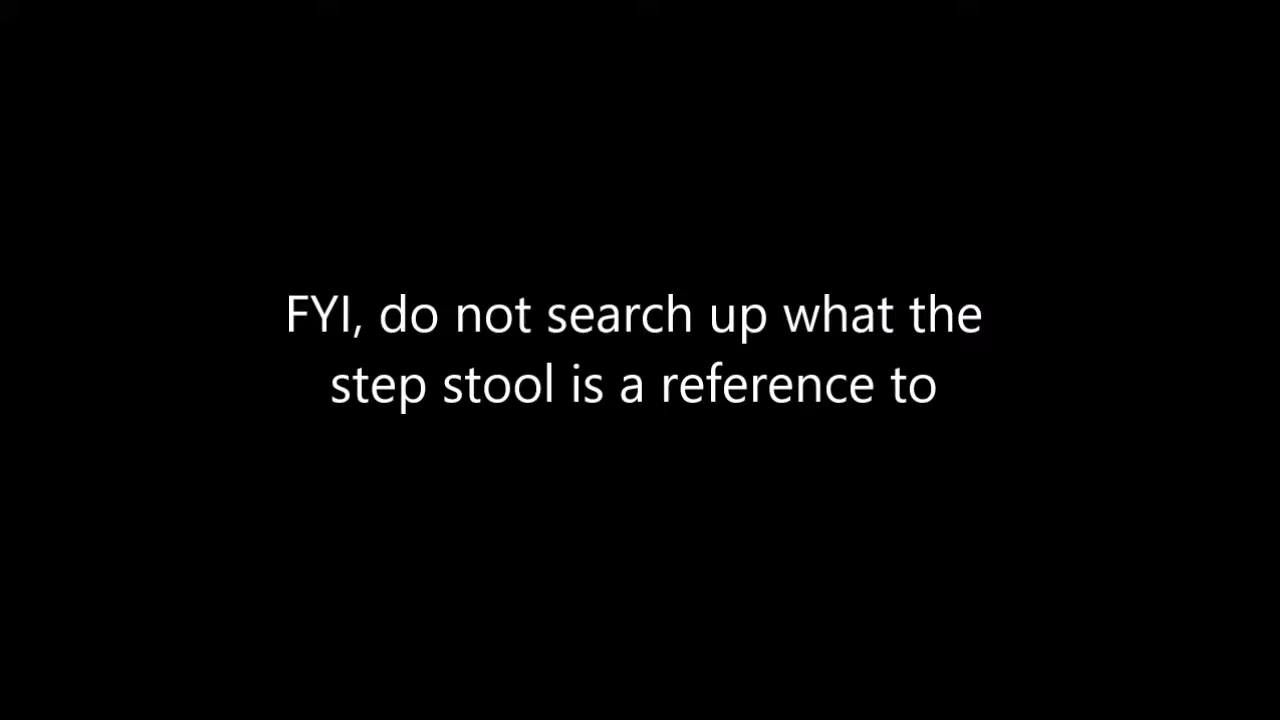 FYI, do not search up what the
step stool is a reference to